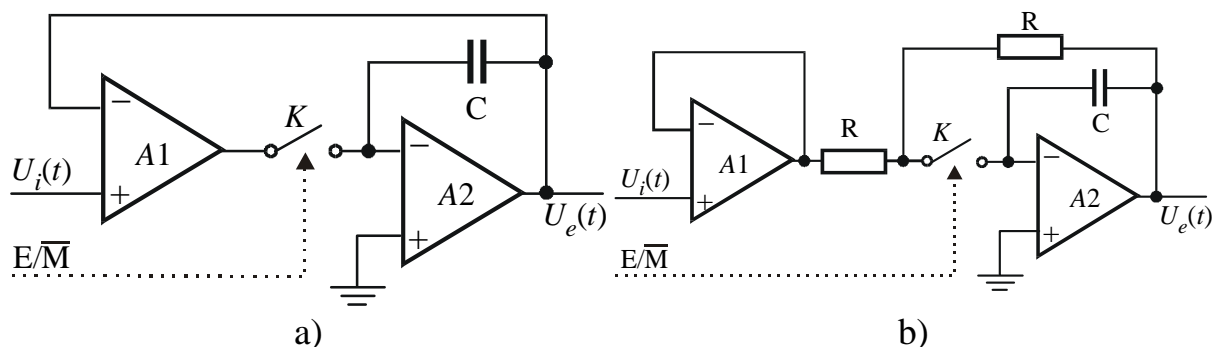 − A1 +
U_i(t)
E/M̅
K
C
− A2 +
U_e(t)
a)
− A1 +
U_i(t)
E/M̅
R
R
K
C
− A2 +
U_e(t)
b)